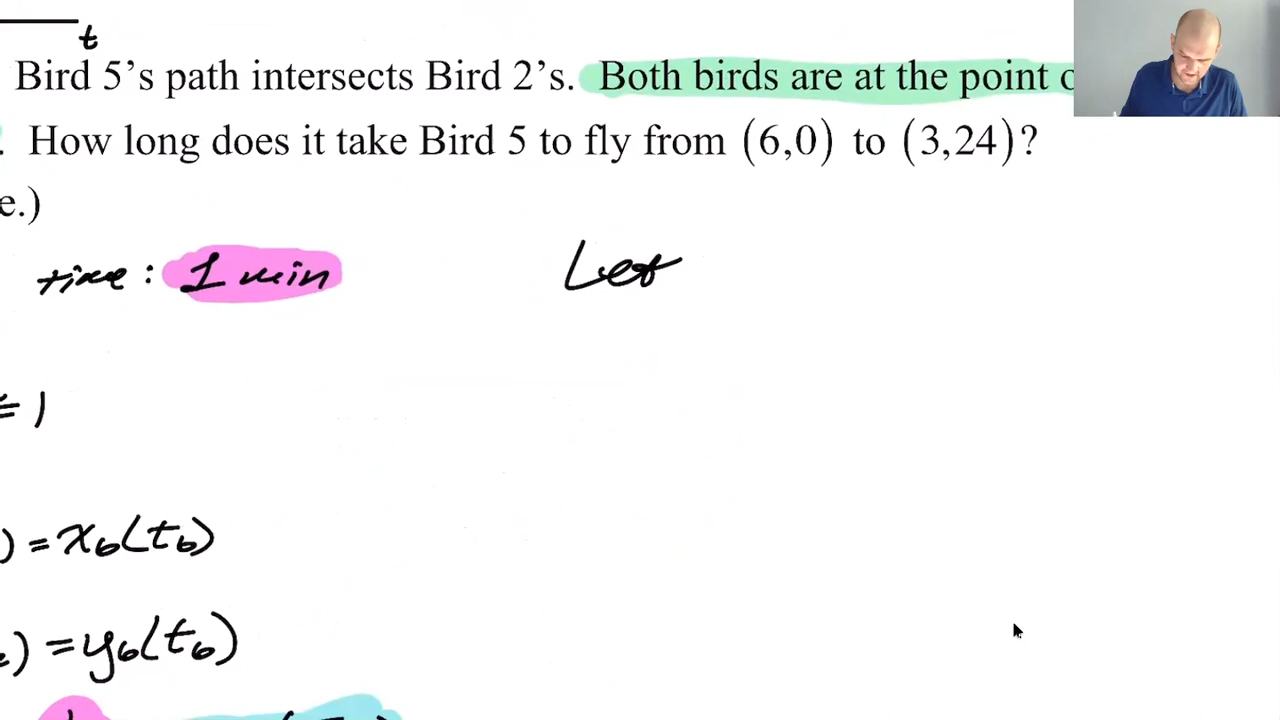 t
Bird 5’s path intersects Bird 2’s. Both birds are at the point
. How long does it take Bird 5 to fly from (6,0) to (3,24)?
e.)
time: 1 min Let
= 1
) = x₆(t₆)
) = y₆(t₆)